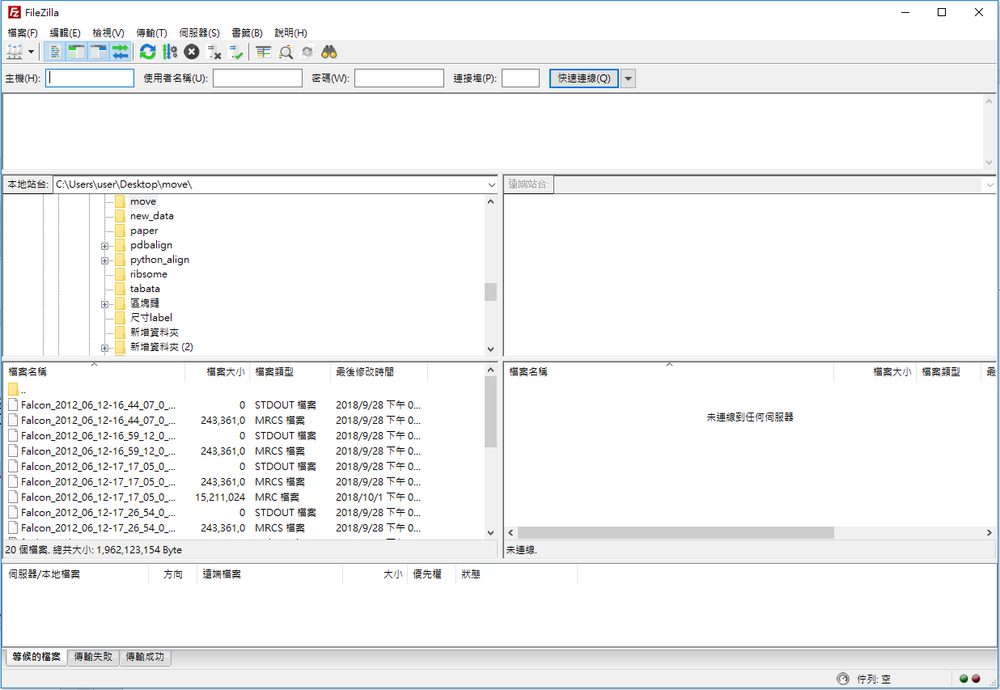 FileZilla
檔案(F) 編輯(E) 檢視(V) 傳輸(T) 伺服器(S) 書籤(B) 說明(H)
主機(H): 使用者名稱(U): 密碼(W): 連接埠(P): 快速連線(Q)
本地站台: C:\Users\user\Desktop\move\ 遠端站台:
move
new_data
paper
pdbalign
python_align
ribsome
tabata
區塊鏈
尺寸label
新增資料夾
新增資料夾 (2)
檔案名稱 檔案大小 檔案類型 最後修改時間
..
Falcon_2012_06_12-16_44_07_0_... 0 STDOUT 檔案 2018/9/28 下午 0...
Falcon_2012_06_12-16_44_07_0_... 243,361,0 MRCS 檔案 2018/9/28 下午 0...
Falcon_2012_06_12-16_59_12_0_... 0 STDOUT 檔案 2018/9/28 下午 0...
Falcon_2012_06_12-16_59_12_0_... 243,361,0 MRCS 檔案 2018/9/28 下午 0...
Falcon_2012_06_12-17_17_05_0_... 0 STDOUT 檔案 2018/9/28 下午 0...
Falcon_2012_06_12-17_17_05_0_... 243,361,0 MRCS 檔案 2018/9/28 下午 0...
Falcon_2012_06_12-17_17_05_0_... 15,211,024 MRC 檔案 2018/10/1 下午 0...
Falcon_2012_06_12-17_26_54_0_... 0 STDOUT 檔案 2018/9/28 下午 0...
Falcon_2012_06_12-17_26_54_0_... 243,361,0 MRCS 檔案 2018/9/28 下午 0...
20 個檔案. 總共大小: 1,962,123,154 Byte
檔案名稱 檔案大小 檔案類型 最
未連線到任何伺服器
未連線.
伺服器/本地檔案 方向 遠端檔案 大小 優先權 狀態
等候的檔案 傳輸失敗 傳輸成功
佇列: 空